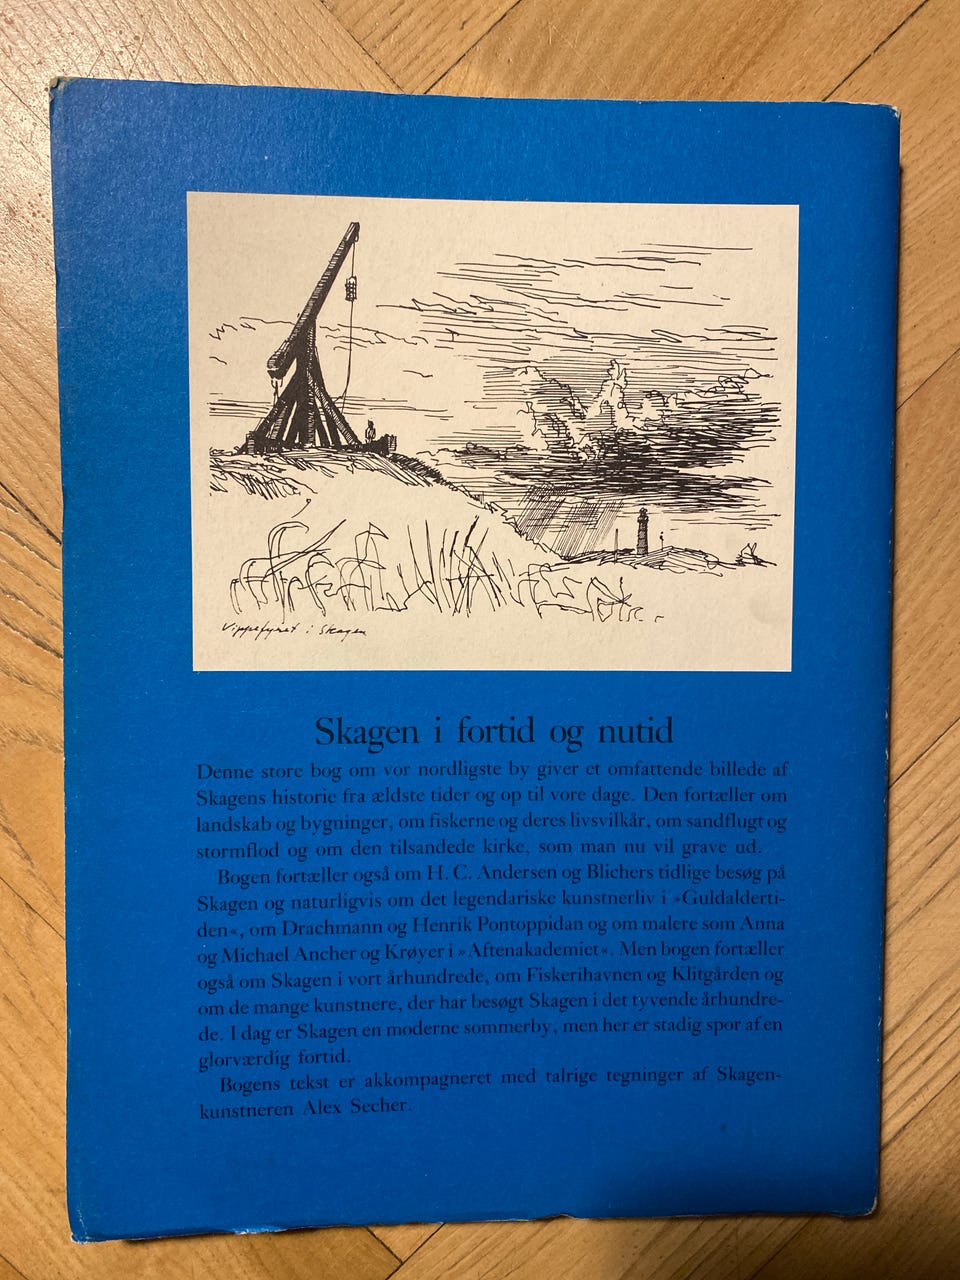 Vippefyret i Skagen
Skagen i fortid og nutid
Denne store bog om vor nordligste by giver et omfattende billede af
Skagens historie fra ældste tider og op til vore dage. Den fortæller om
landskab og bygninger, om fiskerne og deres livsvilkår, om sandflugt og
stormflod og om den tilsandede kirke, som man nu vil grave ud.
Bogen fortæller også om H. C. Andersen og Blichers tidlige besøg på
Skagen og naturligvis om det legendariske kunstnerliv i »Guldalderti-
den«, om Drachmann og Henrik Pontoppidan og om malere som Anna
og Michael Ancher og Krøyer i »Aftenakademiet«. Men bogen fortæller
også om Skagen i vort århundrede, om Fiskerihavnen og Klitgården og
om de mange kunstnere, der har besøgt Skagen i det tyvende århundre-
de. I dag er Skagen en moderne sommerby, men her er stadig spor af en
glorværdig fortid.
Bogens tekst er akkompagneret med talrige tegninger af Skagen-
kunstneren Alex Secher.